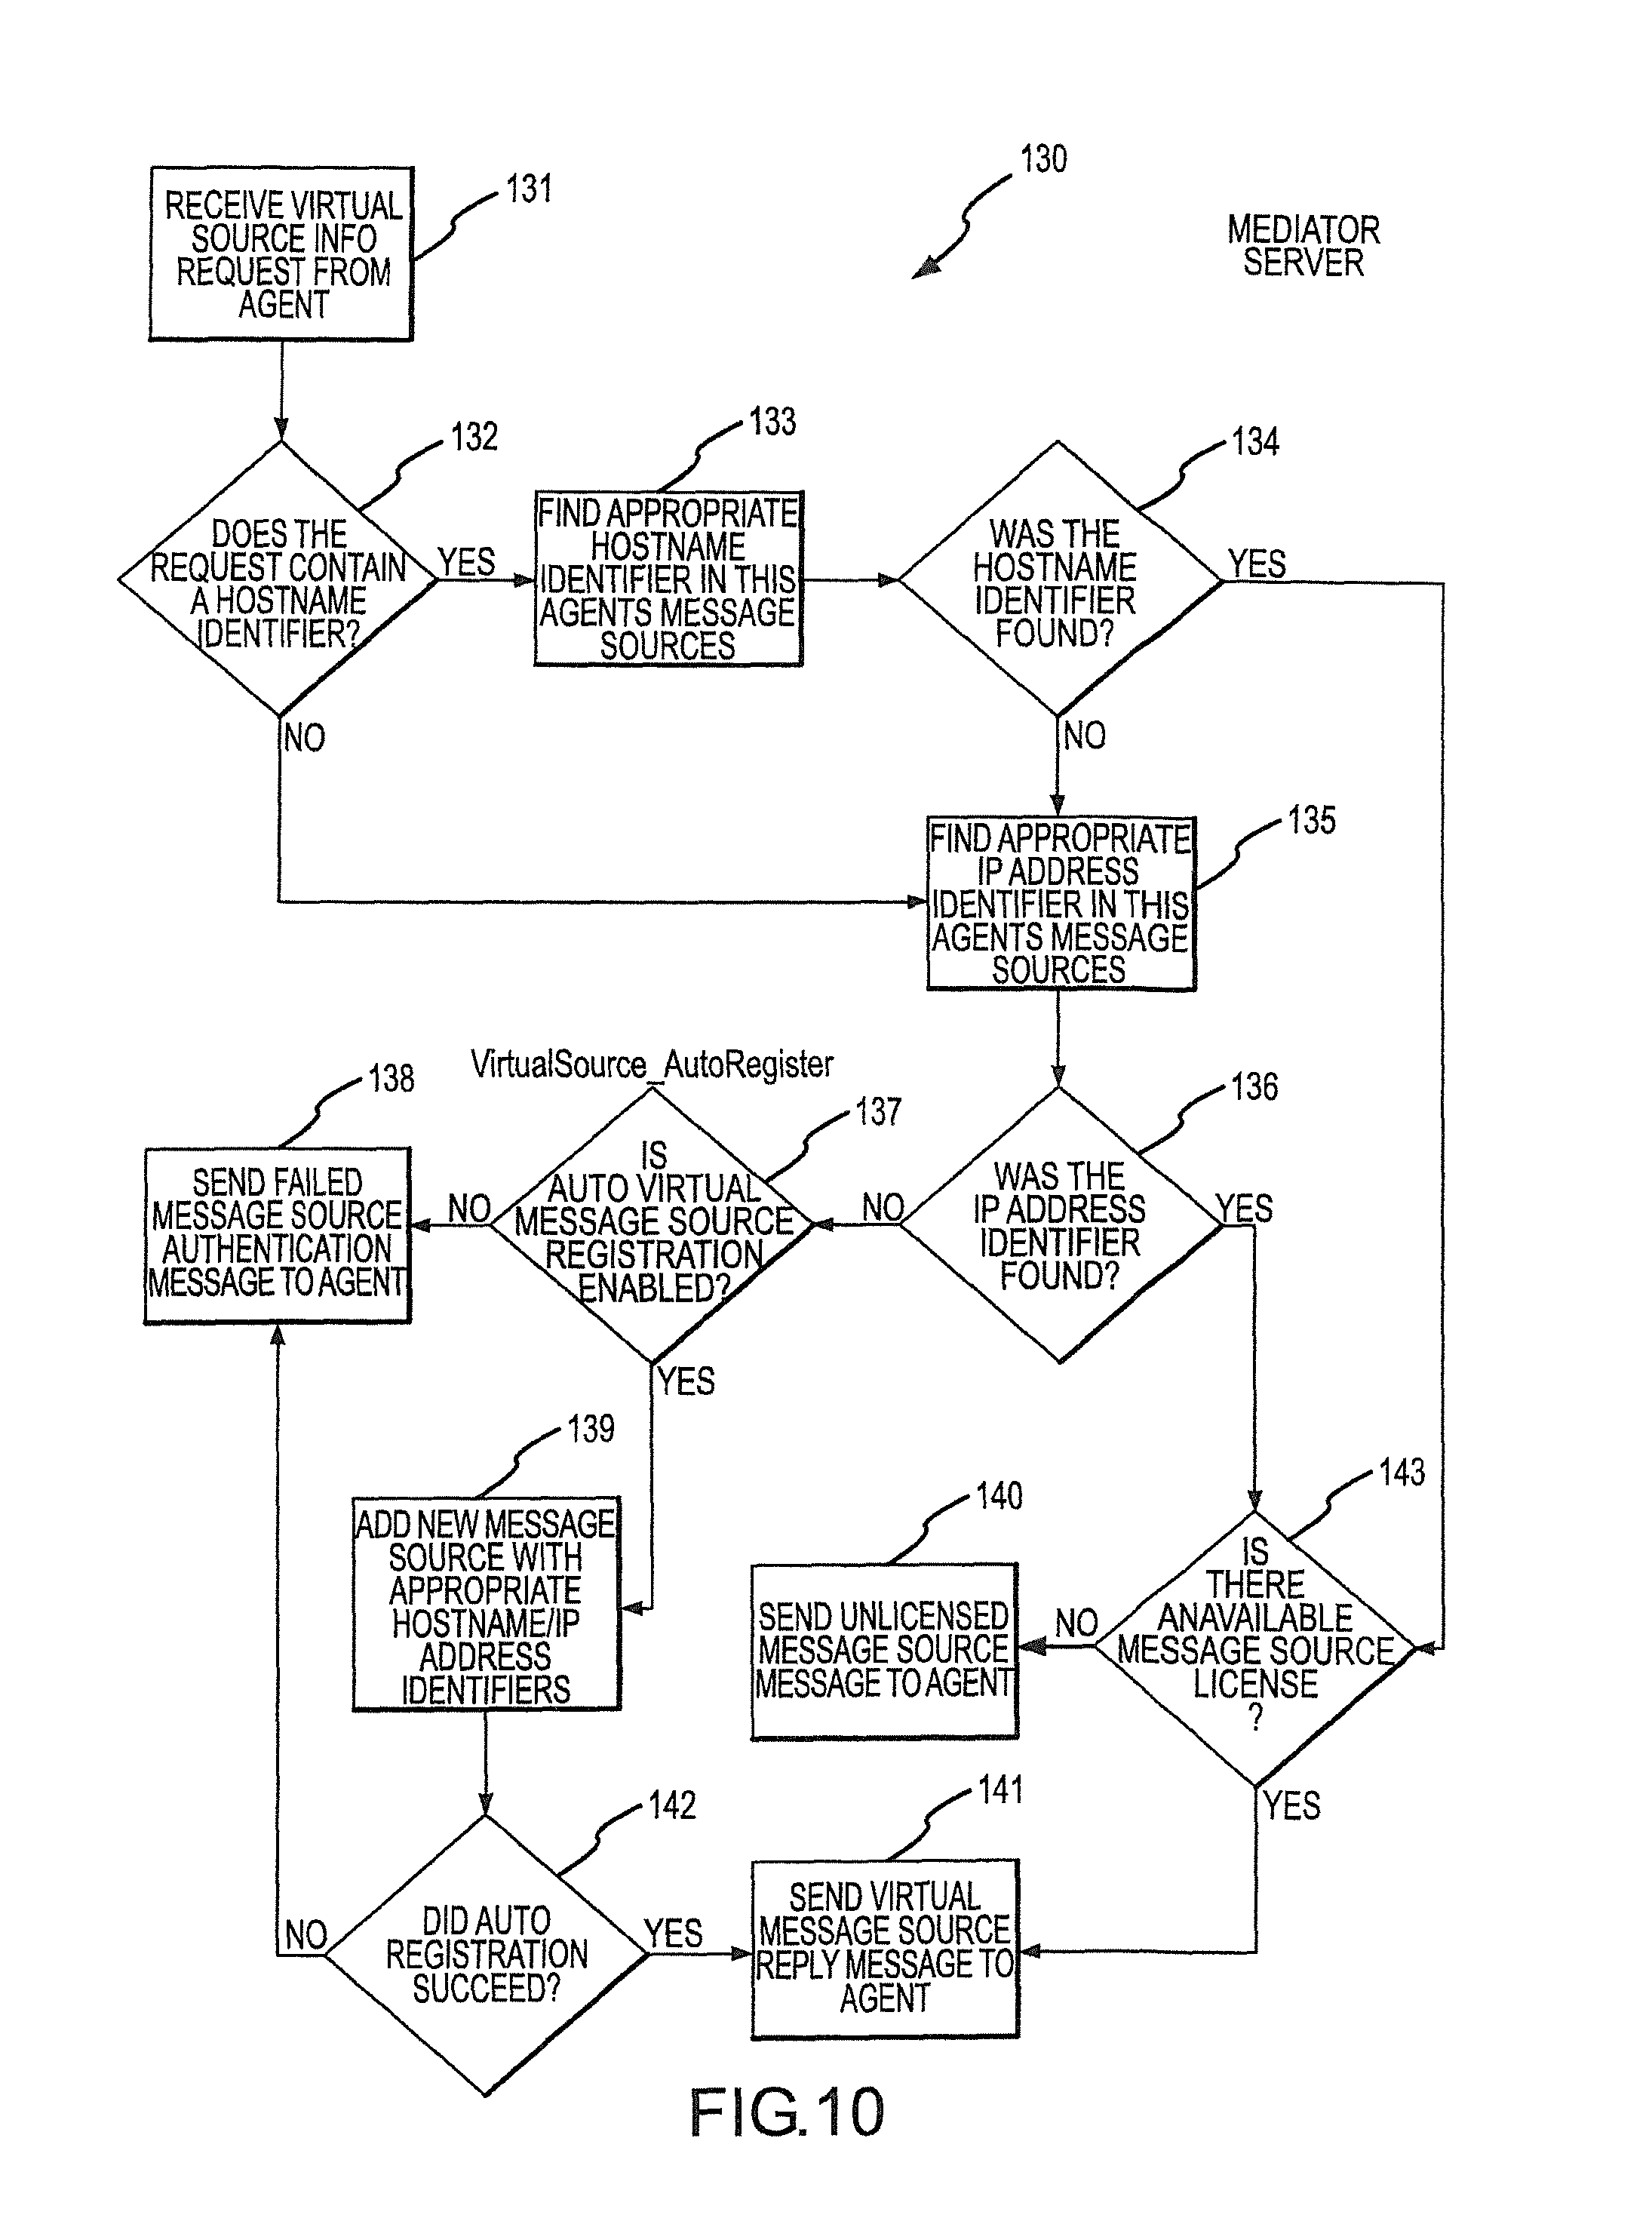 130
MEDIATOR
SERVER
131
RECEIVE VIRTUAL
SOURCE INFO
REQUEST FROM
AGENT
132
DOES THE
REQUEST CONTAIN
A HOSTNAME
IDENTIFIER?
YES
NO
133
FIND APPROPRIATE
HOSTNAME
IDENTIFIER IN THIS
AGENTS MESSAGE
SOURCES
134
WAS THE
HOSTNAME
IDENTIFIER
FOUND?
YES
NO
135
FIND APPROPRIATE
IP ADDRESS
IDENTIFIER IN THIS
AGENTS MESSAGE
SOURCES
136
WAS THE
IP ADDRESS
IDENTIFIER
FOUND?
YES
NO
VirtualSource_AutoRegister
137
IS
AUTO VIRTUAL
MESSAGE SOURCE
REGISTRATION
ENABLED?
NO
YES
138
SEND FAILED
MESSAGE SOURCE
AUTHENTICATION
MESSAGE TO AGENT
139
ADD NEW MESSAGE
SOURCE WITH
APPROPRIATE
HOSTNAME/IP
ADDRESS
IDENTIFIERS
140
SEND UNLICENSED
MESSAGE SOURCE
MESSAGE TO AGENT
143
IS
THERE
ANAVAILABLE
MESSAGE SOURCE
LICENSE
?
NO
YES
142
DID AUTO
REGISTRATION
SUCCEED?
NO
YES
141
SEND VIRTUAL
MESSAGE SOURCE
REPLY MESSAGE TO
AGENT
FIG.10